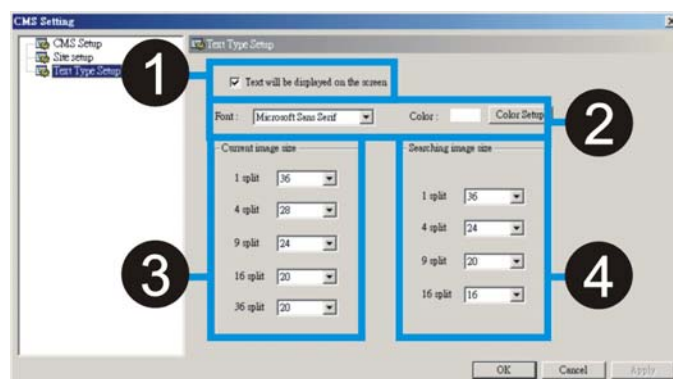 CMS Setting
CMS Setup
Site setup
Text Type Setup
Text Type Setup
1
Text will be displayed on the screen
Font : Microsoft Sans Serif Color : Color Setup
2
Current image size
1 split 36
4 split 28
9 split 24
16 split 20
36 split 20
3
Searching image size
1 split 36
4 split 24
9 split 20
16 split 16
4
OK Cancel Apply